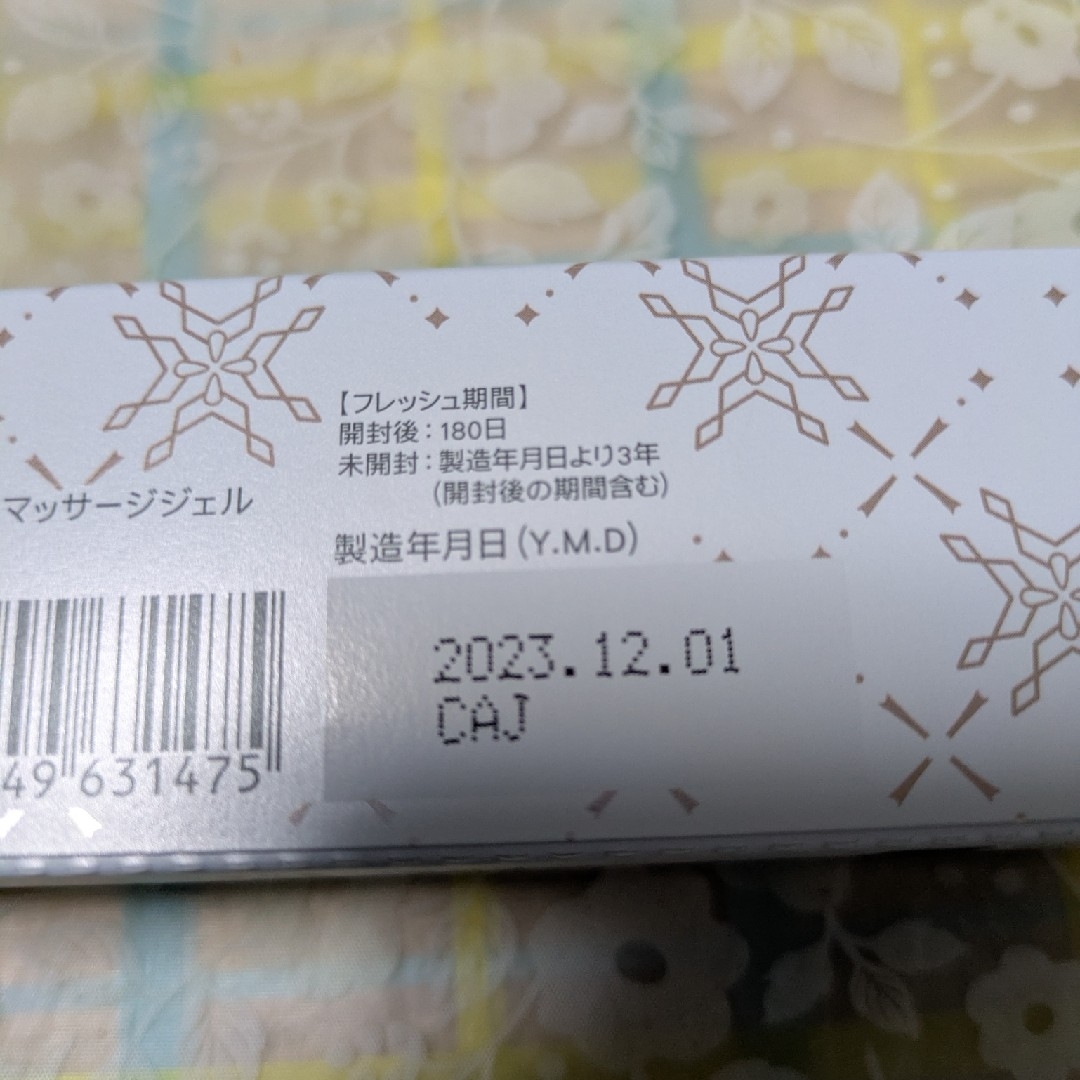 【フレッシュ期間】
開封後：180日
未開封：製造年月日より3年
(開封後の期間含む)
マッサージジェル
製造年月日(Y.M.D)
2023.12.01
CAJ
49 631475